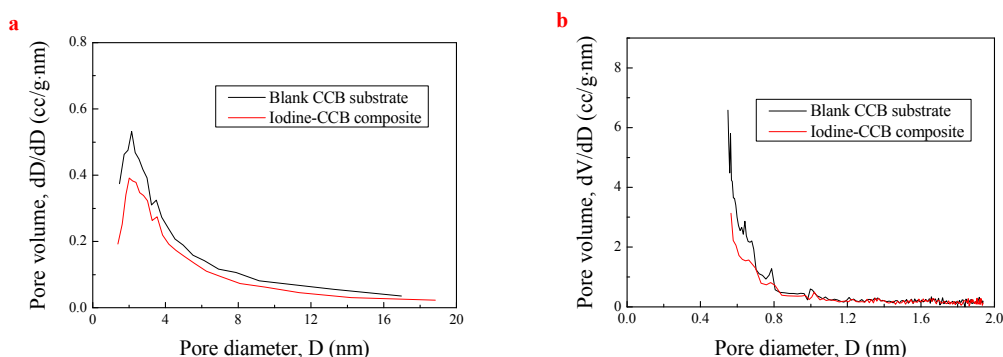 a
Pore volume, dD/dD (cc/g·nm)
0.8
0.6
0.4
0.2
0.0
Blank CCB substrate
Iodine-CCB composite
0 4 8 12 16 20
Pore diameter, D (nm)
b
Pore volume, dV/dD (cc/g·nm)
8
6
4
2
0
Blank CCB substrate
Iodine-CCB composite
0.0 0.4 0.8 1.2 1.6 2.0
Pore diameter, D (nm)